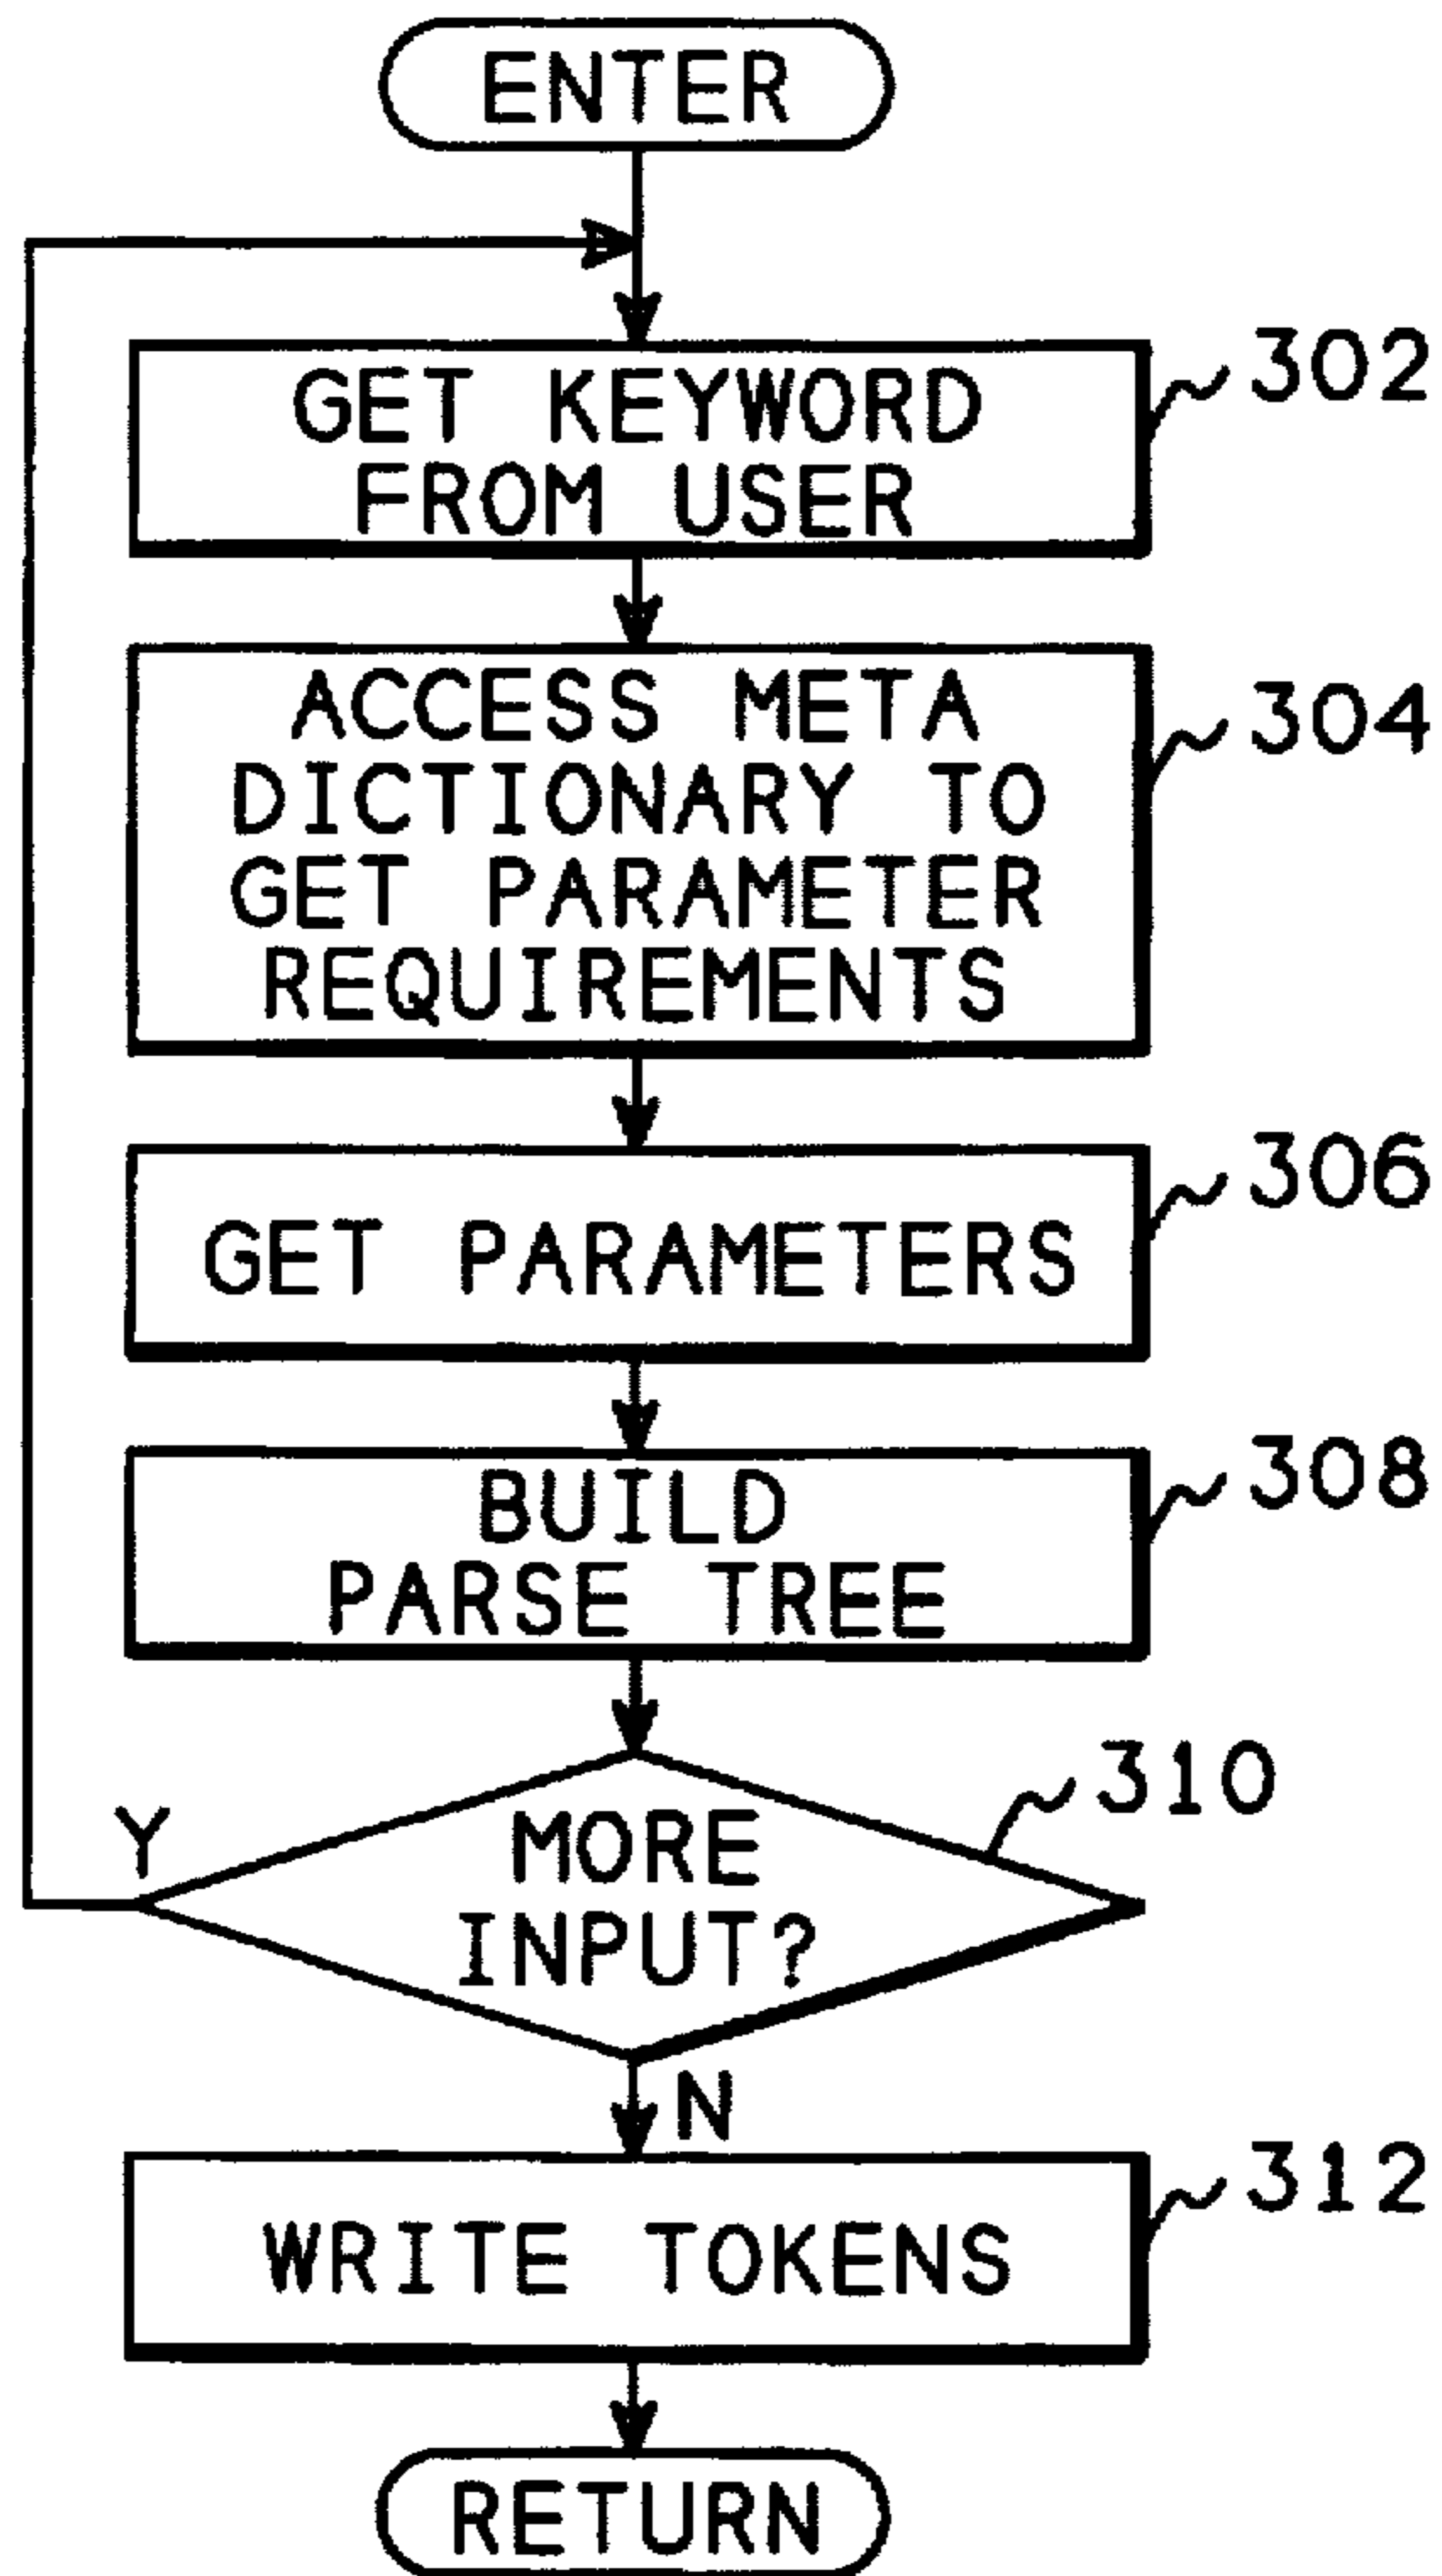 ENTER
GET KEYWORD
FROM USER
302
ACCESS META
DICTIONARY TO
GET PARAMETER
REQUIREMENTS
304
GET PARAMETERS
306
BUILD
PARSE TREE
308
MORE
INPUT?
310
Y
N
WRITE TOKENS
312
RETURN